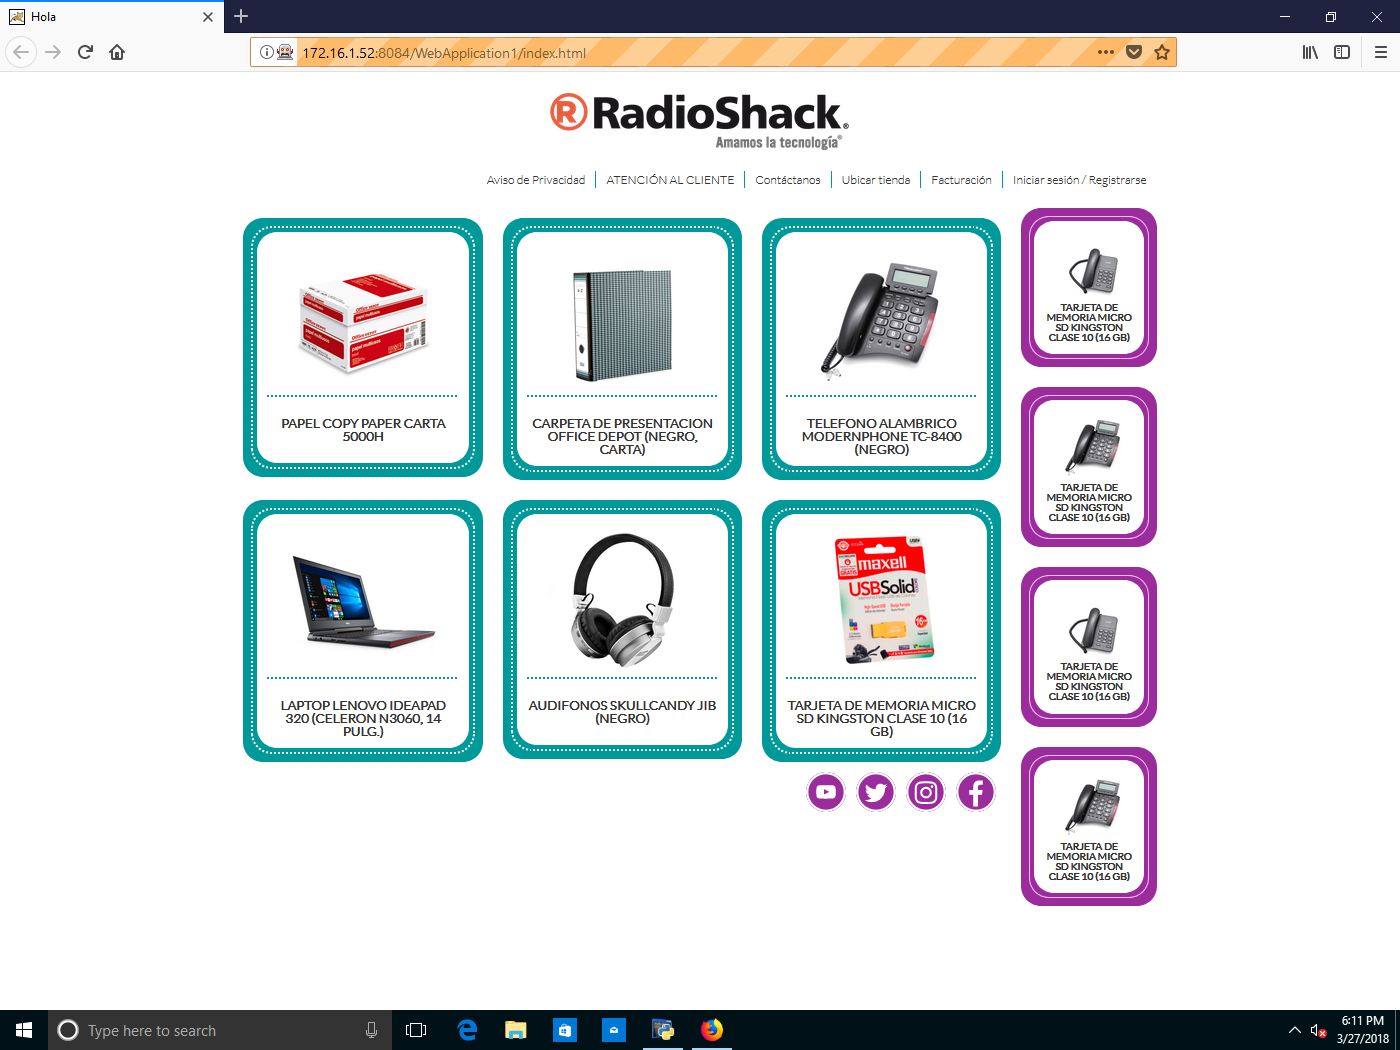 Hola
172.16.1.52:8084/WebApplication1/index.html
RadioShack
Amamos la tecnología
Aviso de Privacidad
ATENCIÓN AL CLIENTE
Contáctanos
Ubicar tienda
Facturación
Iniciar sesión / Registrarse
Office DEPOT
papel multiusos
PAPEL COPY PAPER CARTA
5000H
CARPETA DE PRESENTACION
OFFICE DEPOT (NEGRO,
CARTA)
TELEFONO ALAMBRICO
MODERNPHONE TC-8400
(NEGRO)
LAPTOP LENOVO IDEAPAD
320 (CELERON N3060, 14
PULG.)
AUDIFONOS SKULLCANDY JIB
(NEGRO)
maxell
USBSolid
TARJETA DE MEMORIA MICRO
SD KINGSTON CLASE 10 (16
GB)
TARJETA DE
MEMORIA MICRO
SD KINGSTON
CLASE 10 (16 GB)
TARJETA DE
MEMORIA MICRO
SD KINGSTON
CLASE 10 (16 GB)
TARJETA DE
MEMORIA MICRO
SD KINGSTON
CLASE 10 (16 GB)
TARJETA DE
MEMORIA MICRO
SD KINGSTON
CLASE 10 (16 GB)
Type here to search
6:11 PM
3/27/2018